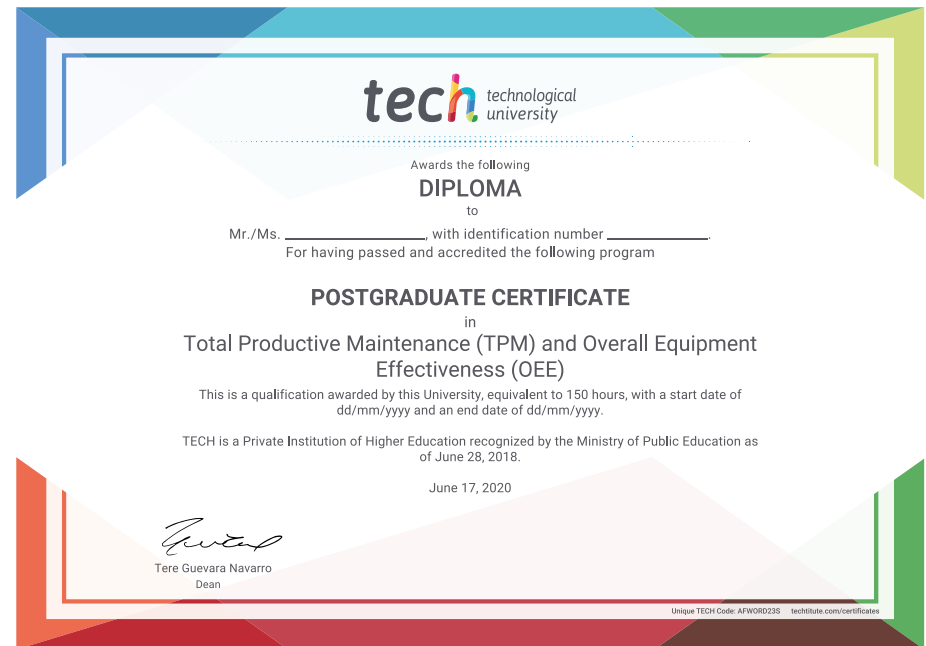 tech technological
university
Awards the following
DIPLOMA
to
Mr./Ms. ____________________, with identification number ______________.
For having passed and accredited the following program
POSTGRADUATE CERTIFICATE
in
Total Productive Maintenance (TPM) and Overall Equipment
Effectiveness (OEE)
This is a qualification awarded by this University, equivalent to 150 hours, with a start date of
dd/mm/yyyy and an end date of dd/mm/yyyy.
TECH is a Private Institution of Higher Education recognized by the Ministry of Public Education as
of June 28, 2018.
June 17, 2020
Tere Guevara Navarro
Dean
Unique TECH Code: AFWORD23S techtitute.com/certificates